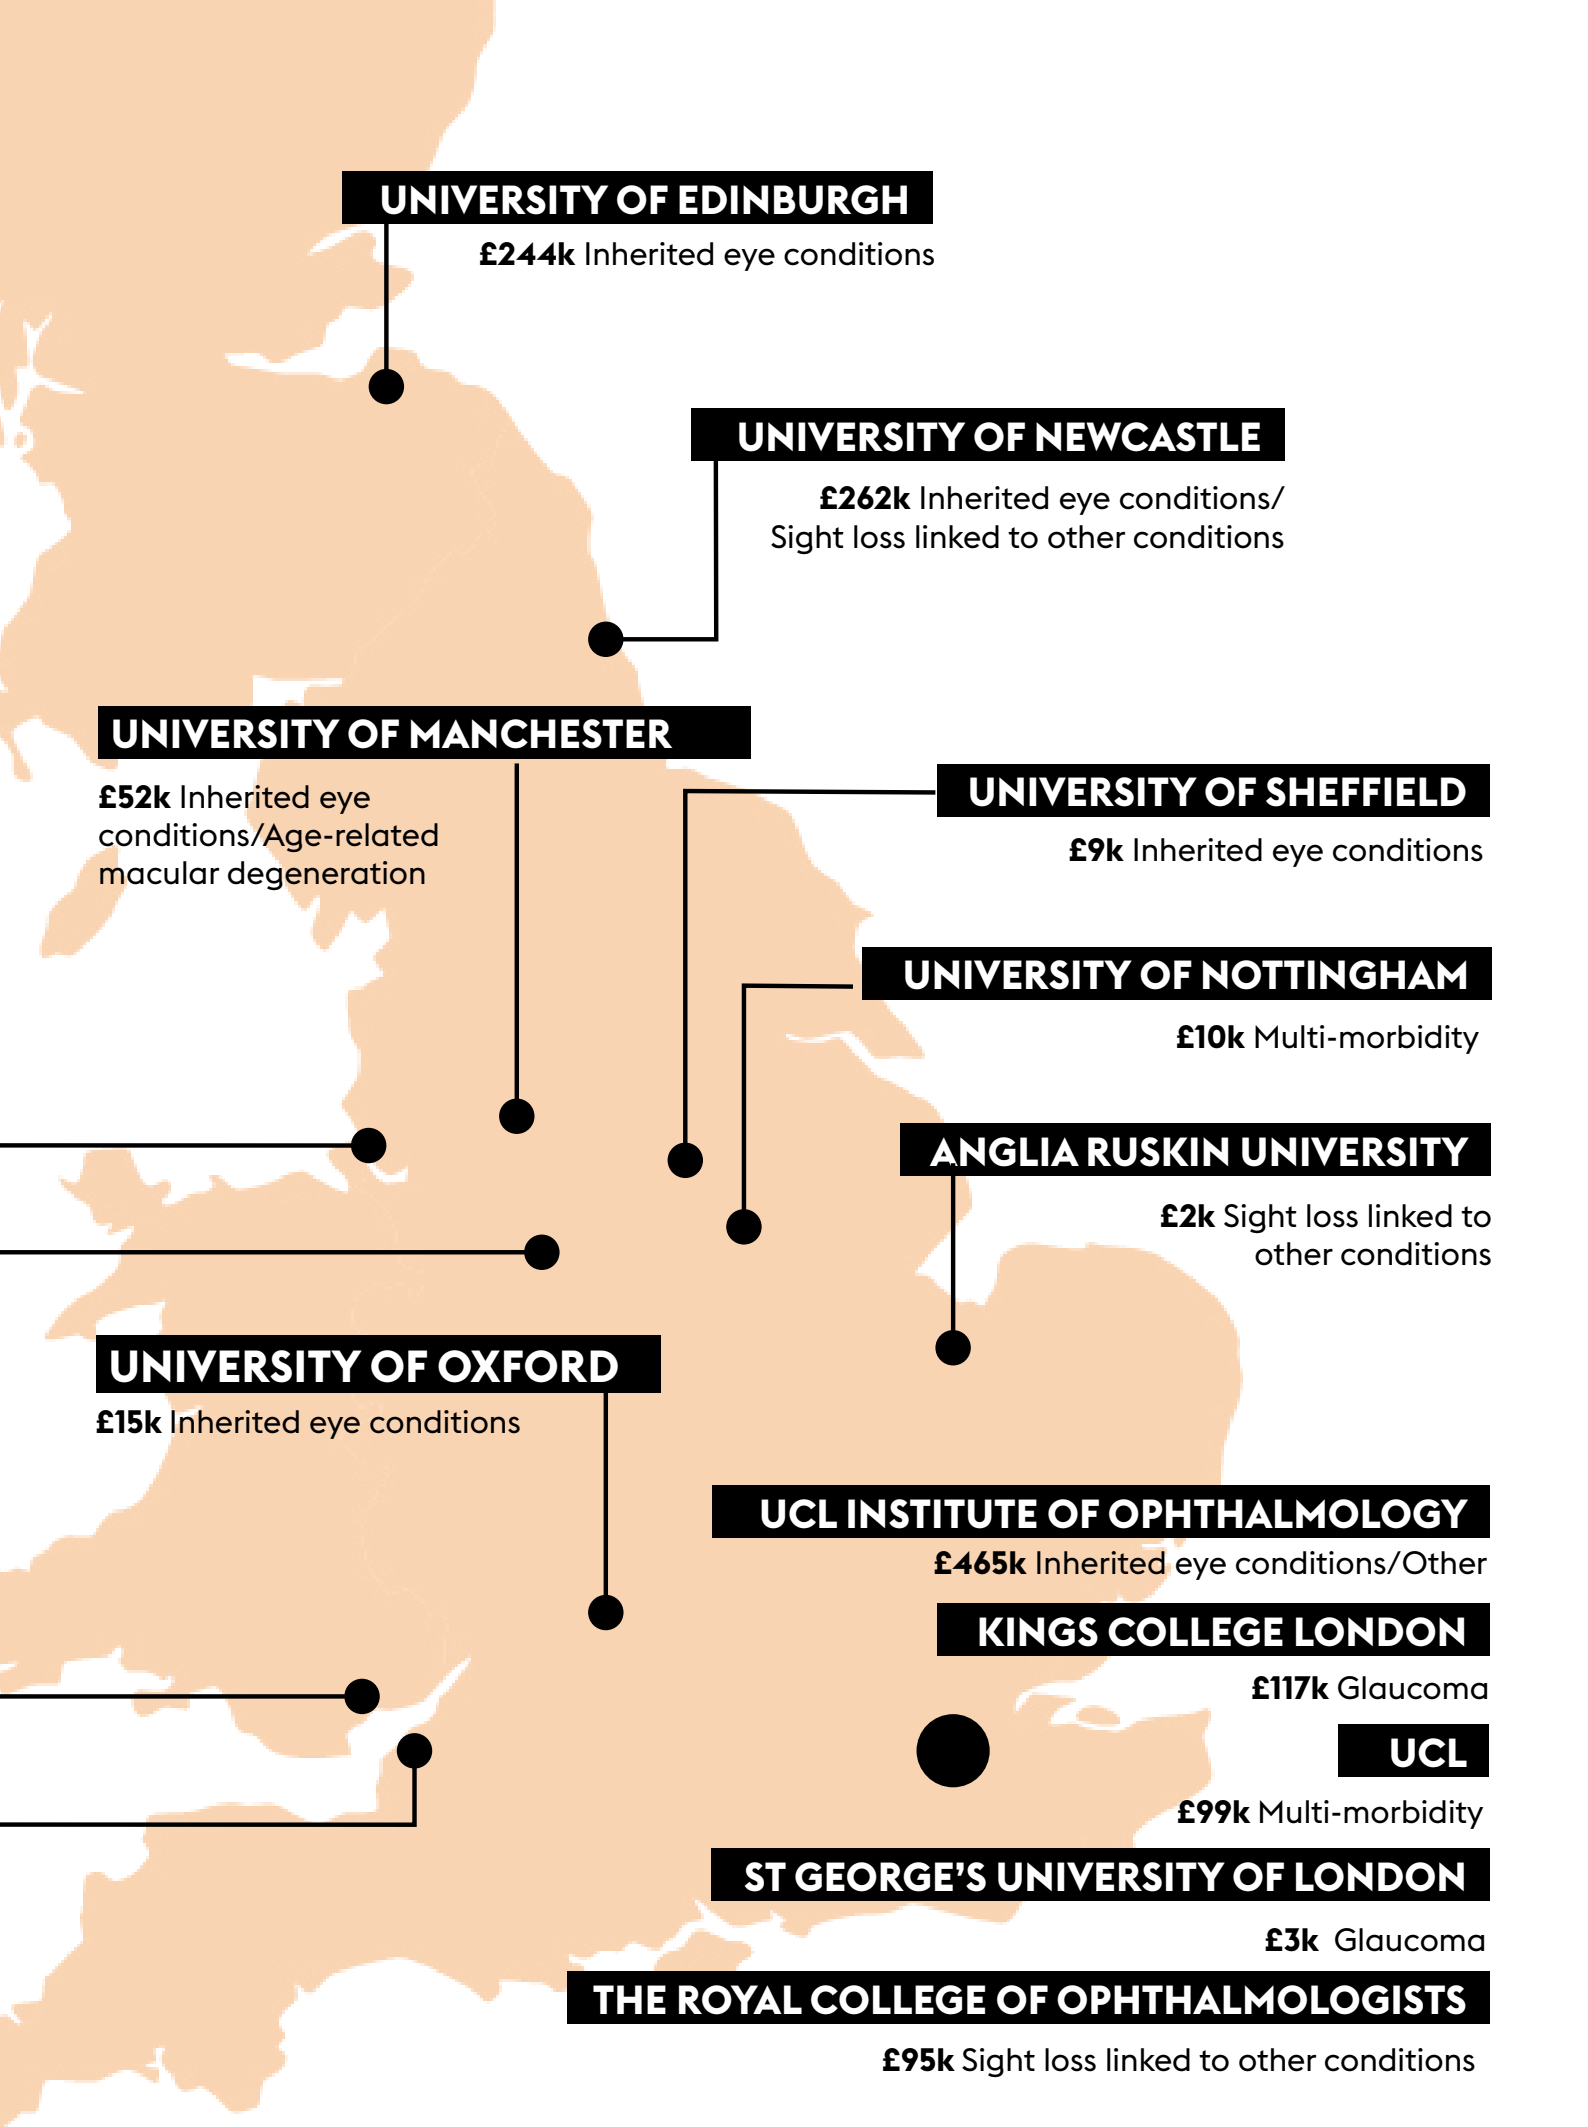 UNIVERSITY OF EDINBURGH
£244k Inherited eye conditions
UNIVERSITY OF NEWCASTLE
£262k Inherited eye conditions/
Sight loss linked to other conditions
UNIVERSITY OF MANCHESTER
£52k Inherited eye
conditions/Age-related
macular degeneration
UNIVERSITY OF SHEFFIELD
£9k Inherited eye conditions
UNIVERSITY OF NOTTINGHAM
£10k Multi-morbidity
ANGLIA RUSKIN UNIVERSITY
£2k Sight loss linked to
other conditions
UNIVERSITY OF OXFORD
£15k Inherited eye conditions
UCL INSTITUTE OF OPHTHALMOLOGY
£465k Inherited eye conditions/Other
KINGS COLLEGE LONDON
£117k Glaucoma
UCL
£99k Multi-morbidity
ST GEORGE’S UNIVERSITY OF LONDON
£3k Glaucoma
THE ROYAL COLLEGE OF OPHTHALMOLOGISTS
£95k Sight loss linked to other conditions